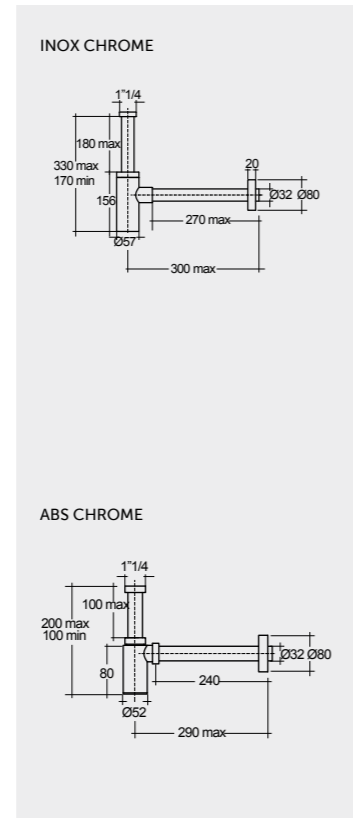 INOX CHROME
1"1/4
180 max
330 max
170 min
156
20
Ø32 Ø80
270 max
Ø57
300 max
ABS CHROME
1"1/4
100 max
200 max
100 min
80
Ø32 Ø80
240
Ø52
290 max